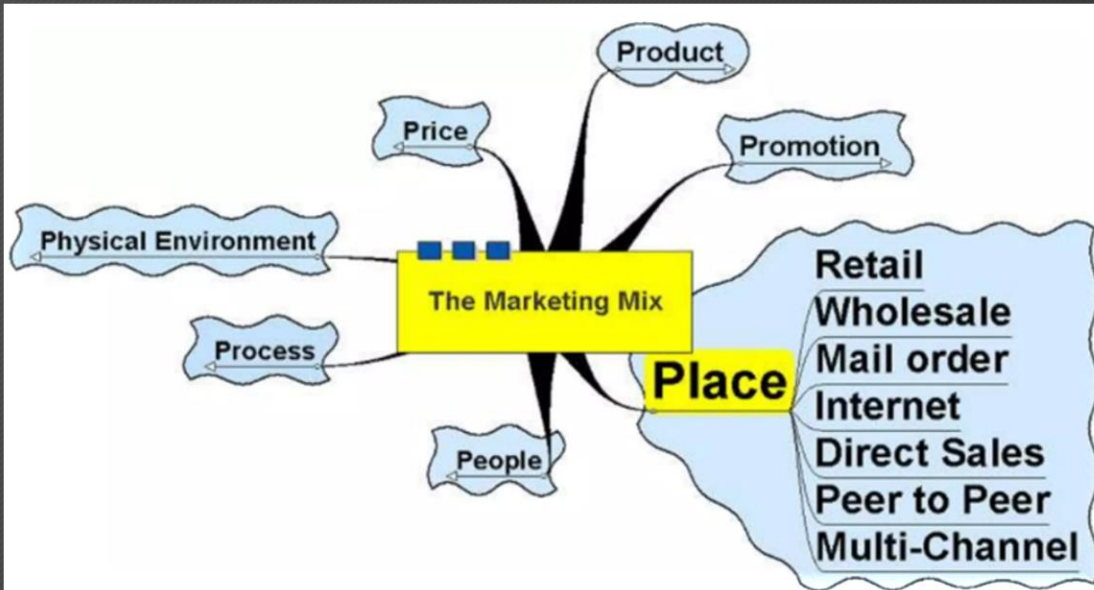 Product
Price
Promotion
Physical Environment
The Marketing Mix
Process
People
Place
Retail
Wholesale
Mail order
Internet
Direct Sales
Peer to Peer
Multi-Channel